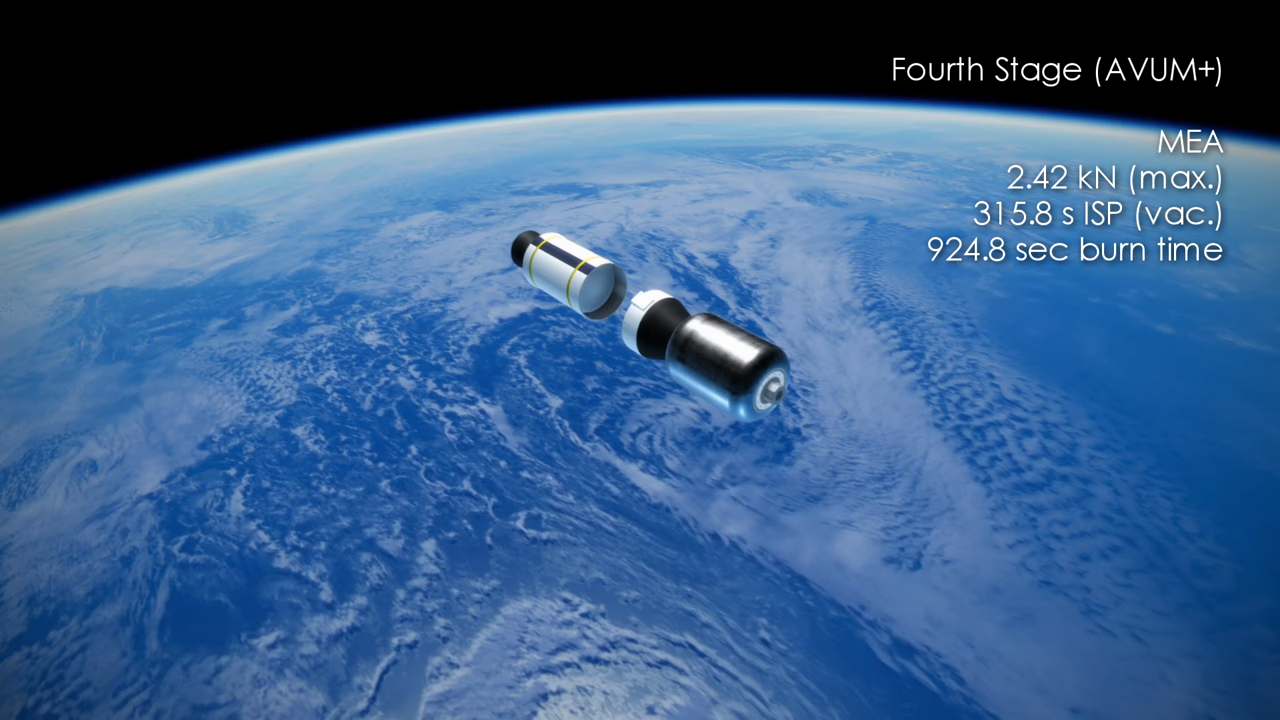 Fourth Stage (AVUM+)
MEA
2.42 kN (max.)
315.8 s ISP (vac.)
924.8 sec burn time